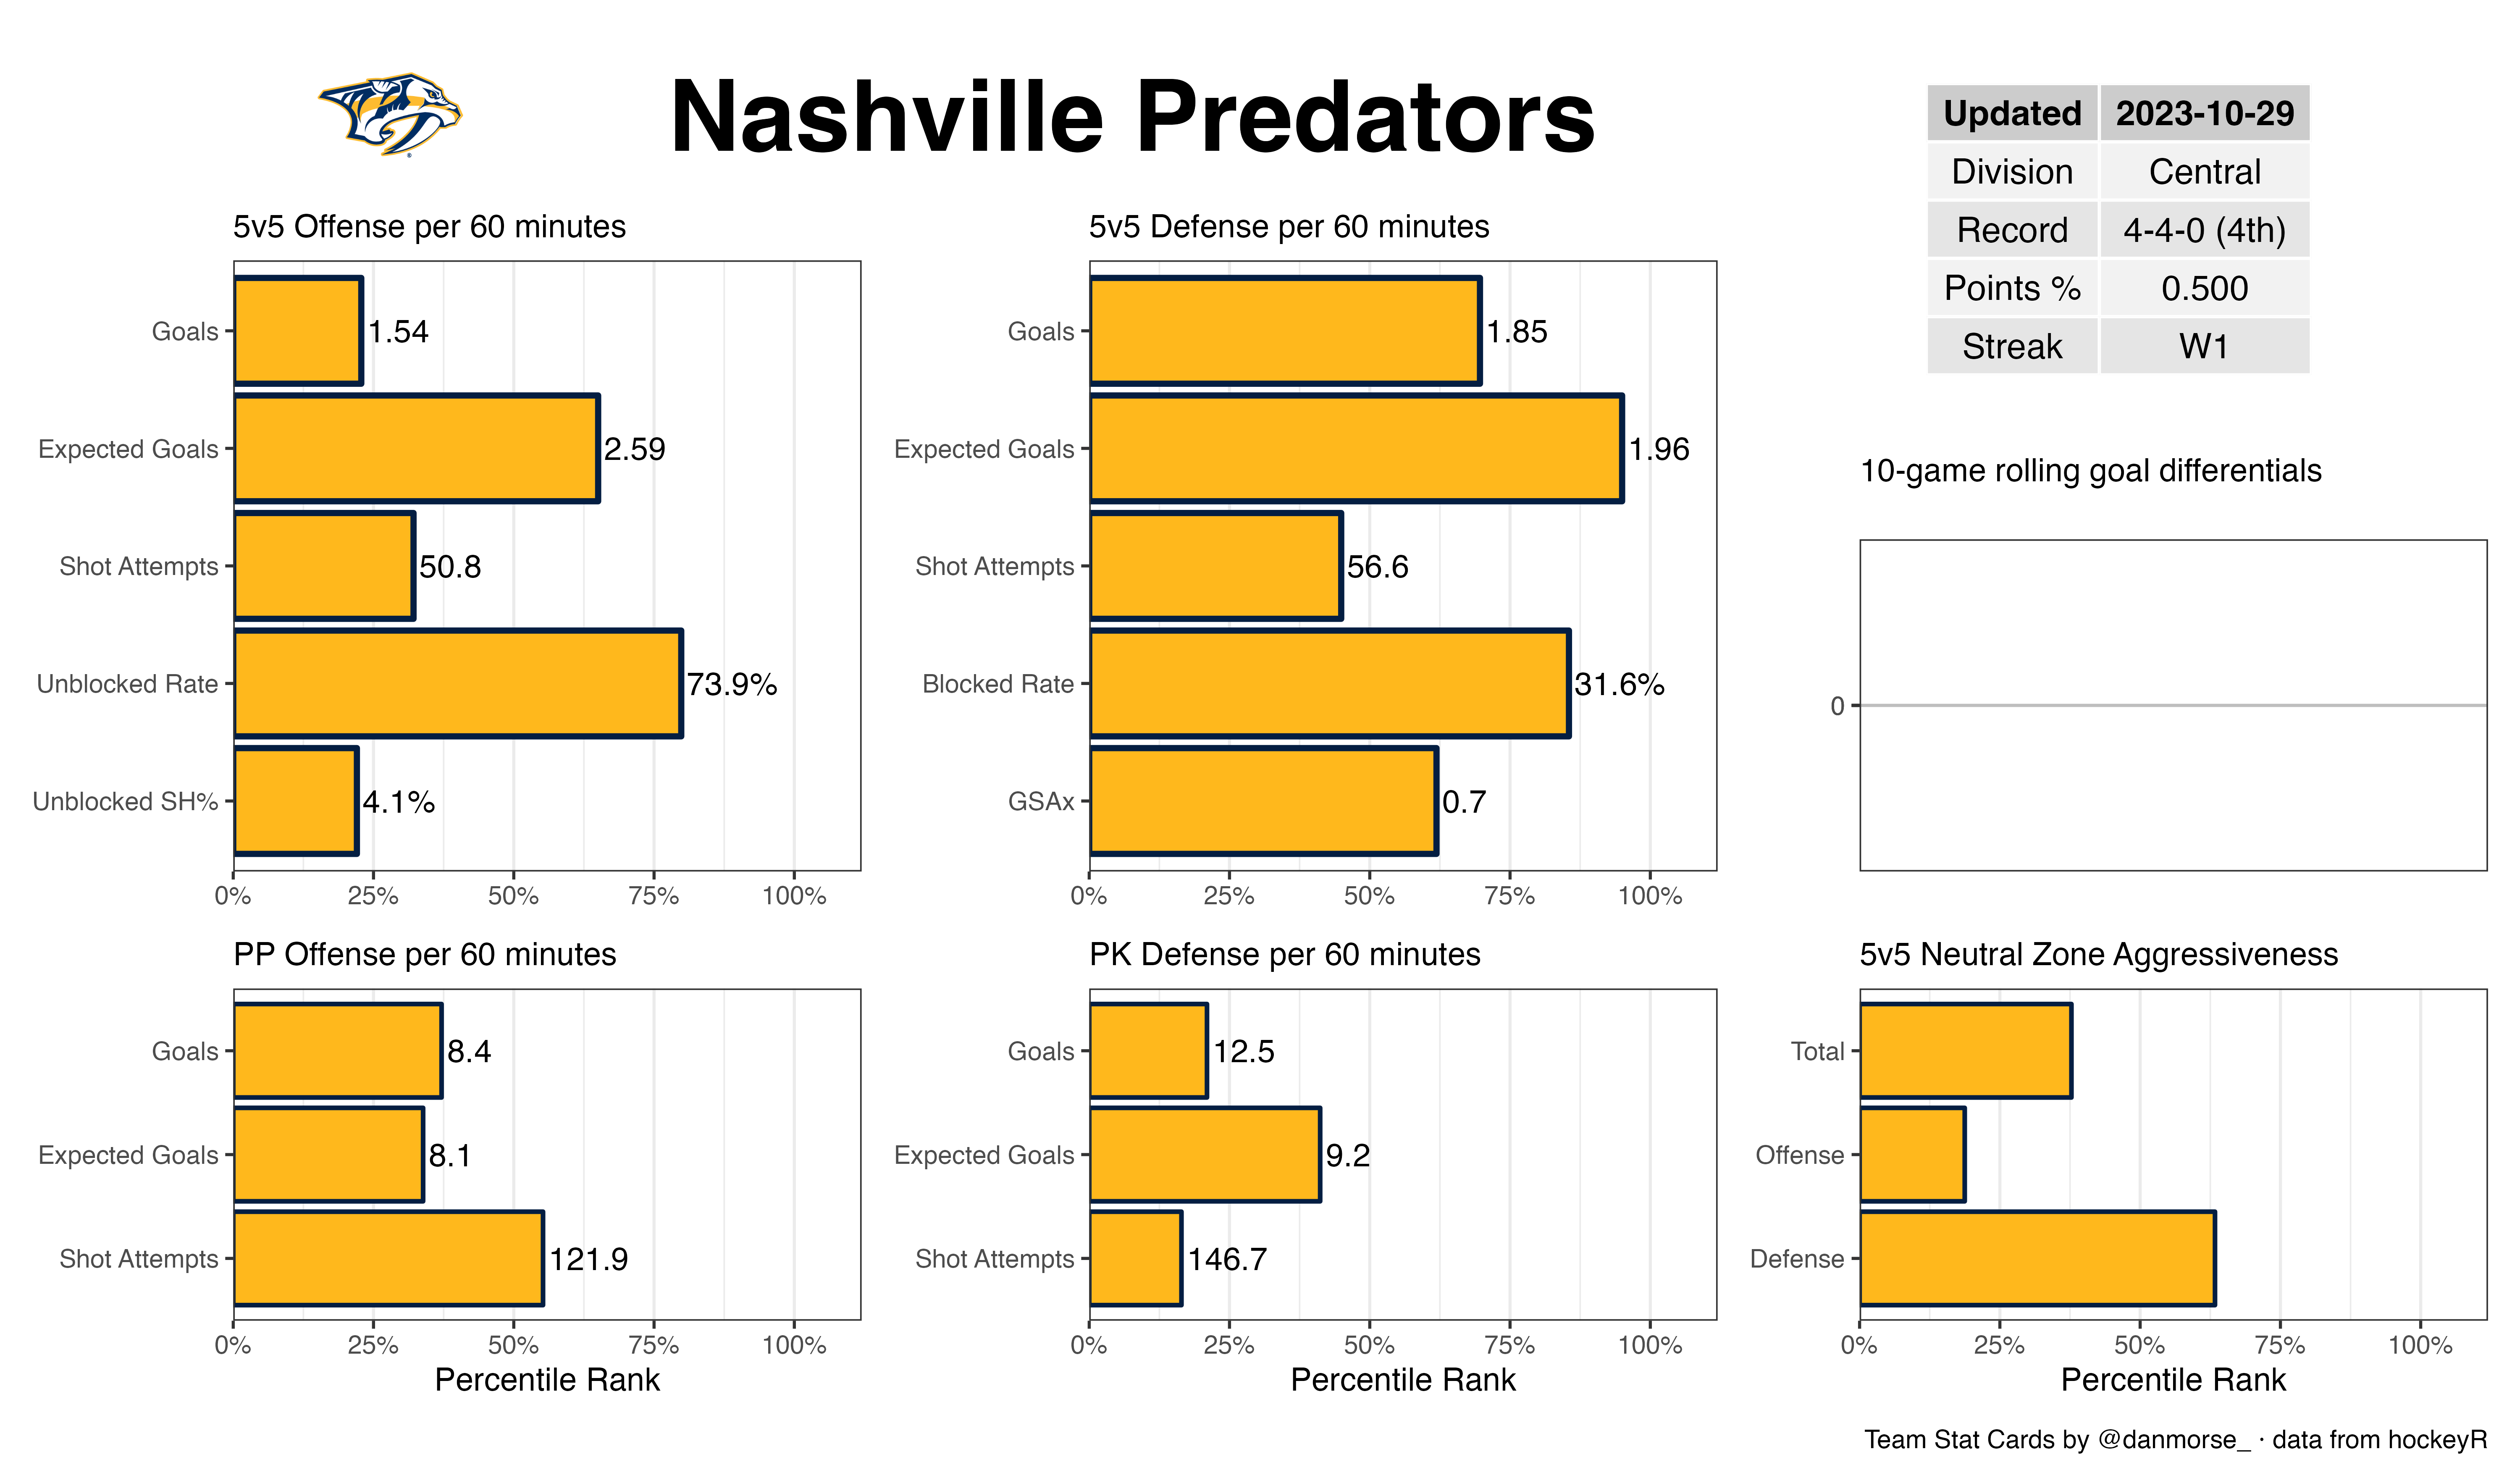 Nashville Predators
Updated 2023-10-29
Division Central
Record 4-4-0 (4th)
Points % 0.500
Streak W1
5v5 Offense per 60 minutes
Goals 1.54
Expected Goals 2.59
Shot Attempts 50.8
Unblocked Rate 73.9%
Unblocked SH% 4.1%
0% 25% 50% 75% 100%
5v5 Defense per 60 minutes
Goals 1.85
Expected Goals 1.96
Shot Attempts 56.6
Blocked Rate 31.6%
GSAx 0.7
0% 25% 50% 75% 100%
10-game rolling goal differentials
0
PP Offense per 60 minutes
Goals 8.4
Expected Goals 8.1
Shot Attempts 121.9
0% 25% 50% 75% 100%
Percentile Rank
PK Defense per 60 minutes
Goals 12.5
Expected Goals 9.2
Shot Attempts 146.7
0% 25% 50% 75% 100%
Percentile Rank
5v5 Neutral Zone Aggressiveness
Total
Offense
Defense
0% 25% 50% 75% 100%
Percentile Rank
Team Stat Cards by @danmorse_ · data from hockeyR